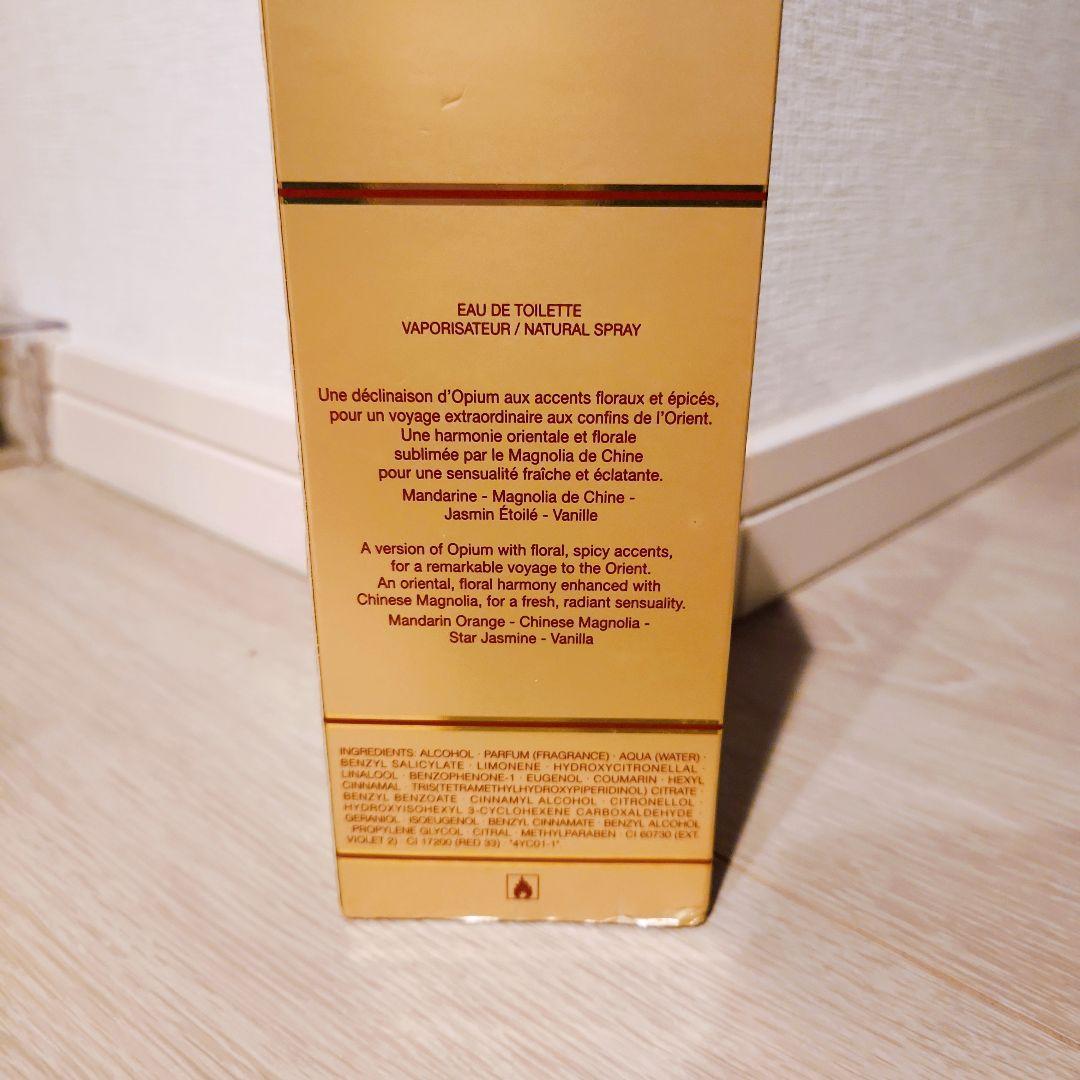 EAU DE TOILETTE
VAPORISATEUR / NATURAL SPRAY
Une déclinaison d'Opium aux accents floraux et épicés,
pour un voyage extraordinaire aux confins de l'Orient.
Une harmonie orientale et florale
sublimée par le Magnolia de Chine
pour une sensualité fraîche et éclatante.
Mandarine - Magnolia de Chine -
Jasmin Étoilé - Vanille
A version of Opium with floral, spicy accents,
for a remarkable voyage to the Orient.
An oriental, floral harmony enhanced with
Chinese Magnolia, for a fresh, radiant sensuality.
Mandarin Orange - Chinese Magnolia -
Star Jasmine - Vanilla
INGREDIENTS: ALCOHOL · PARFUM (FRAGRANCE) · AQUA (WATER) ·
BENZYL SALICYLATE · LIMONENE · HYDROXYCITRONELLAL ·
LINALOOL · BENZOPHENONE-1 · EUGENOL · COUMARIN · HEXYL
CINNAMAL · TRIS(TETRAMETHYLHYDROXYPIPERIDINOL) CITRATE ·
BENZYL BENZOATE · CINNAMYL ALCOHOL · CITRONELLOL ·
HYDROXYISOHEXYL 3-CYCLOHEXENE CARBOXALDEHYDE ·
GERANIOL · ISOEUGENOL · BENZYL CINNAMATE · BENZYL ALCOHOL
· PROPYLENE GLYCOL · CITRAL · METHYLPARABEN · CI 60730 (EXT.
VIOLET 2) · CI 17200 (RED 33) · "4YC01-1".